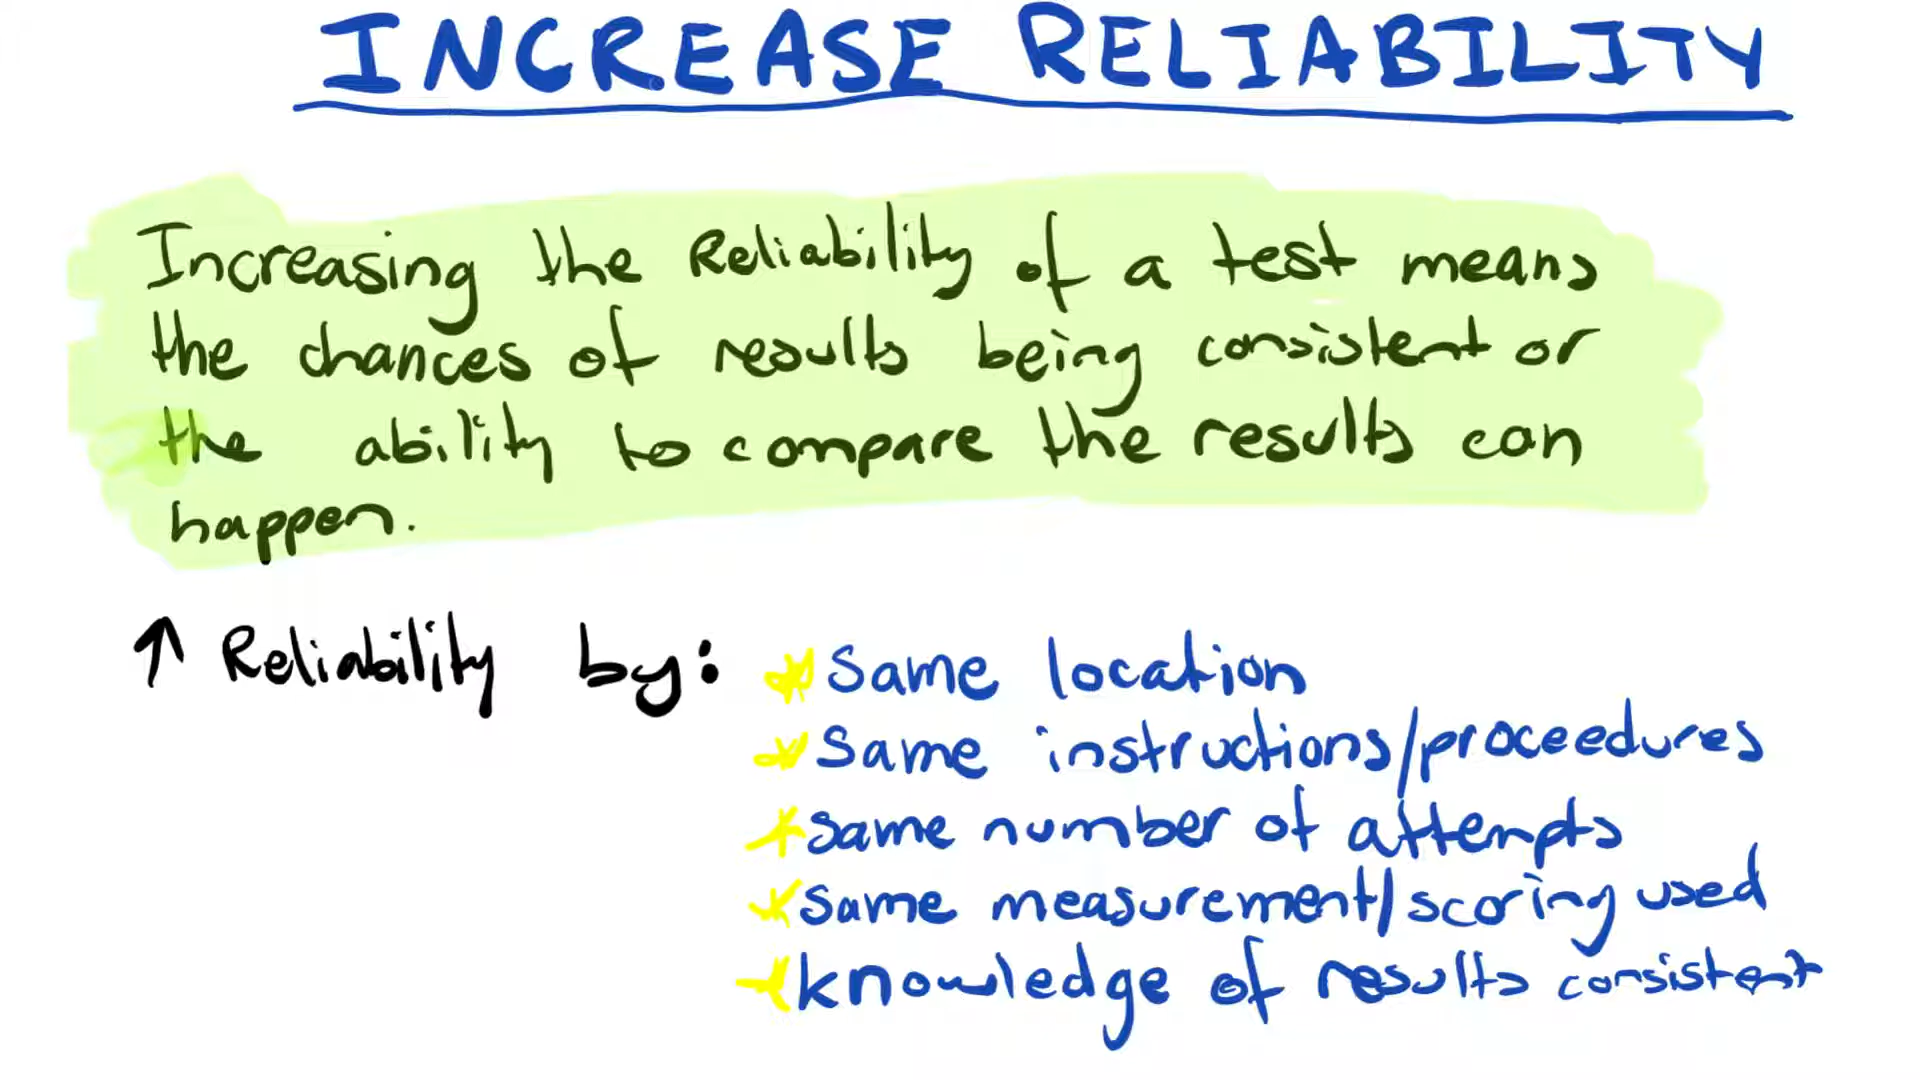 INCREASE RELIABILITY
Increasing the Reliability of a test means
the chances of results being consistent or
the ability to compare the results can
happen.
↑ Reliability by:
* Same location
* Same instructions/proceedures
* same number of attempts
* same measurement/scoring used
* knowledge of results consistent